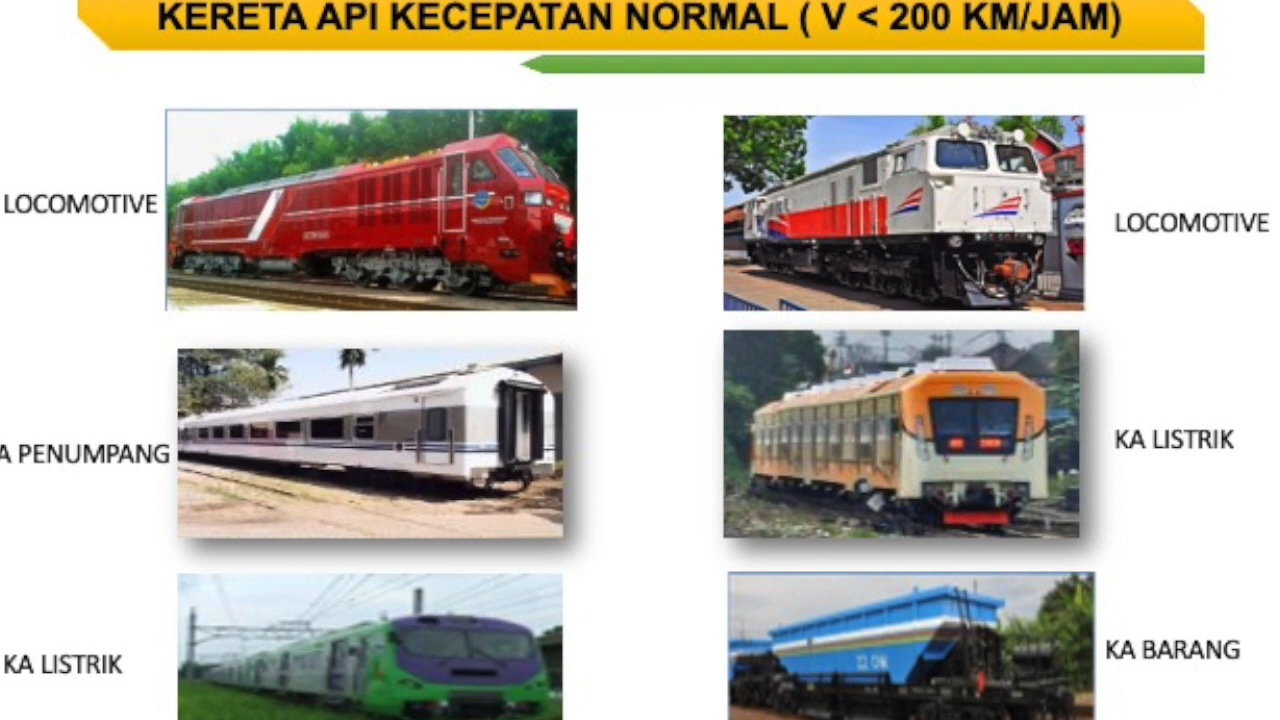 KERETA API KECEPATAN NORMAL ( V < 200 KM/JAM)
LOCOMOTIVE
LOCOMOTIVE
A PENUMPANG
KA LISTRIK
KA LISTRIK
KA BARANG